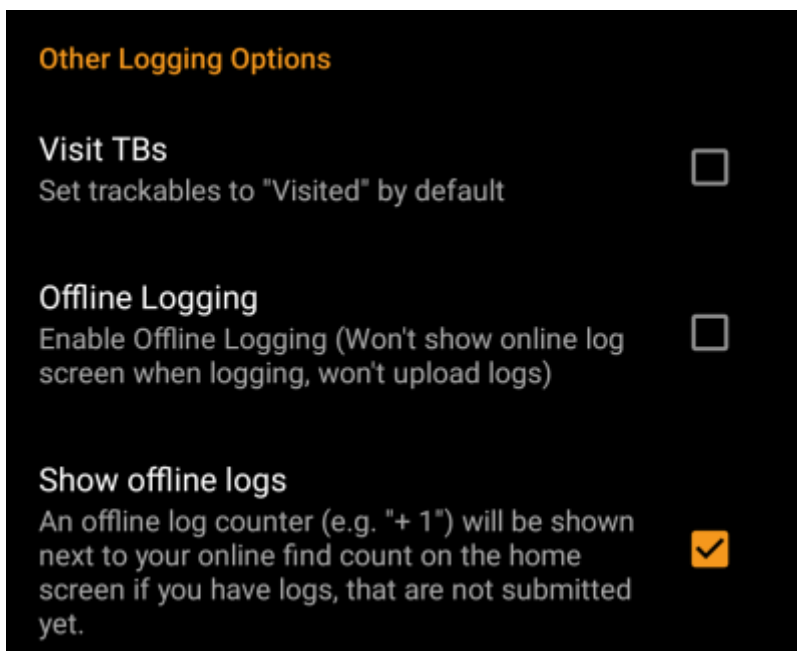 Other Logging Options
Visit TBs
Set trackables to "Visited" by default
Offline Logging
Enable Offline Logging (Won't show online log
screen when logging, won't upload logs)
Show offline logs
An offline log counter (e.g. "+ 1") will be shown
next to your online find count on the home
screen if you have logs, that are not submitted
yet.